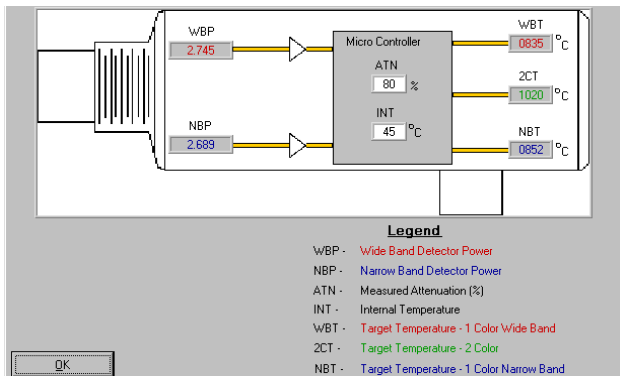 WBP
2.745
NBP
2.689
Micro Controller
ATN
80 %
INT
45 °C
WBT
0835 °C
2CT
1020 °C
NBT
0852 °C
Legend
WBP - Wide Band Detector Power
NBP - Narrow Band Detector Power
ATN - Measured Attenuation (%)
INT - Internal Temperature
WBT - Target Temperature - 1 Color Wide Band
2CT - Target Temperature - 2 Color
NBT - Target Temperature - 1 Color Narrow Band
OK